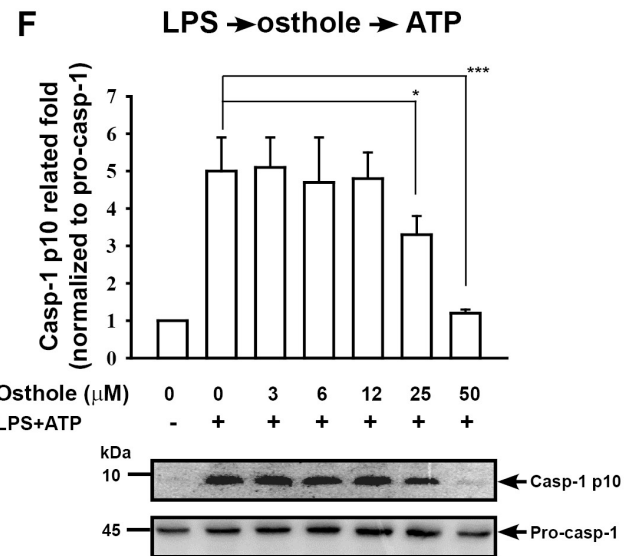 F
LPS → osthole → ATP
Casp-1 p10 related fold
(normalized to pro-casp-1)
7
6
5
4
3
2
1
0
***
*
Osthole (μM) 0 0 3 6 12 25 50
LPS+ATP - + + + + + +
kDa
10 Casp-1 p10
45 Pro-casp-1